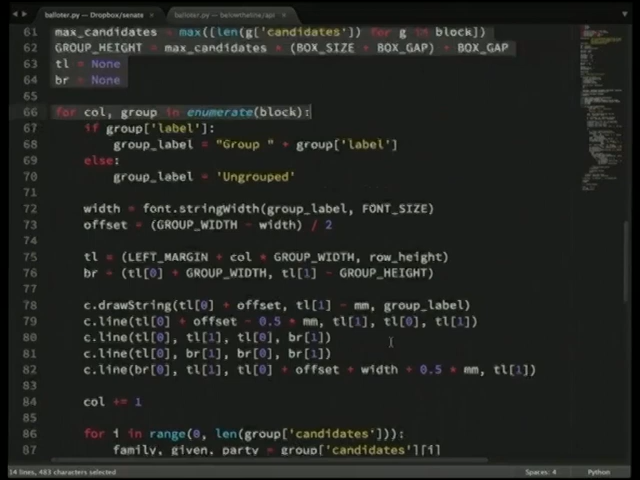 balloter.py — Dropbox/senate
61 max_candidates = max([len(g['candidates']) for g in block])
62 GROUP_HEIGHT = max_candidates * (BOX_SIZE + BOX_GAP) + BOX_GAP
63 tl = None
64 br = None
65
66 for col, group in enumerate(block):
67 if group['label']:
68 group_label = "Group " + group['label']
69 else:
70 group_label = 'Ungrouped'
71
72 width = font.stringWidth(group_label, FONT_SIZE)
73 offset = (GROUP_WIDTH - width) / 2
74
75 tl = (LEFT_MARGIN + col * GROUP_WIDTH, row_height)
76 br = (tl[0] + GROUP_WIDTH, tl[1] - GROUP_HEIGHT)
77
78 c.drawString(tl[0] + offset, tl[1] - mm, group_label)
79 c.line(tl[0] + offset - 0.5 * mm, tl[1], tl[0], tl[1])
80 c.line(tl[0], tl[1], tl[0], br[1])
81 c.line(br[0], tl[1], br[0], br[1])
82 c.line(br[0], tl[1], tl[0] + offset + width + 0.5 * mm, tl[1])
83
84 col += 1
85
86 for i in range(0, len(group['candidates'])):
87 family, given, party = group['candidates'][i]
14 lines, 483 characters selected
Spaces: 4
Python